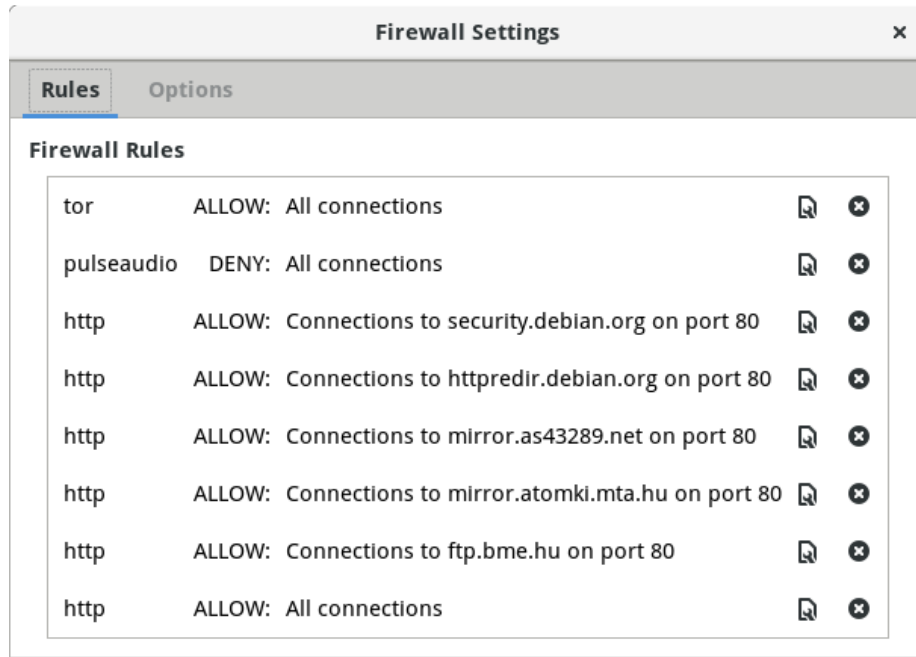 Firewall Settings
Rules Options
Firewall Rules
tor ALLOW: All connections
pulseaudio DENY: All connections
http ALLOW: Connections to security.debian.org on port 80
http ALLOW: Connections to httpredir.debian.org on port 80
http ALLOW: Connections to mirror.as43289.net on port 80
http ALLOW: Connections to mirror.atomki.mta.hu on port 80
http ALLOW: Connections to ftp.bme.hu on port 80
http ALLOW: All connections